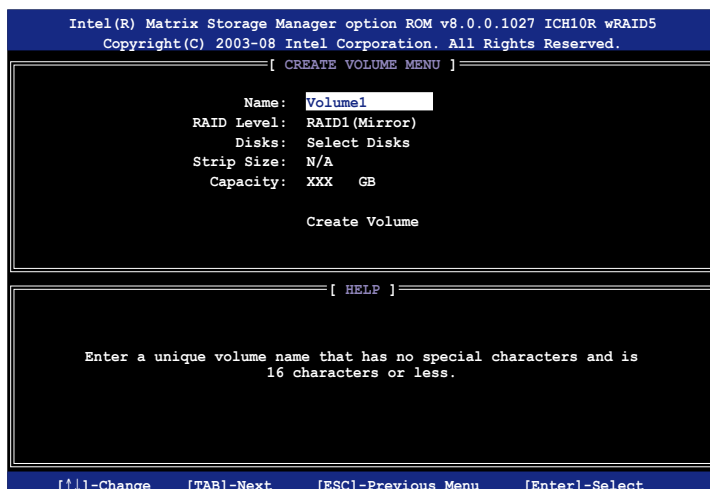 Intel(R) Matrix Storage Manager option ROM v8.0.0.1027 ICH10R wRAID5
Copyright(C) 2003-08 Intel Corporation. All Rights Reserved.
[ CREATE VOLUME MENU ]
Name: Volume1
RAID Level: RAID1(Mirror)
Disks: Select Disks
Strip Size: N/A
Capacity: XXX GB
Create Volume
[ HELP ]
Enter a unique volume name that has no special characters and is
16 characters or less.
[↑↓]-Change [TAB]-Next [ESC]-Previous Menu [Enter]-Select